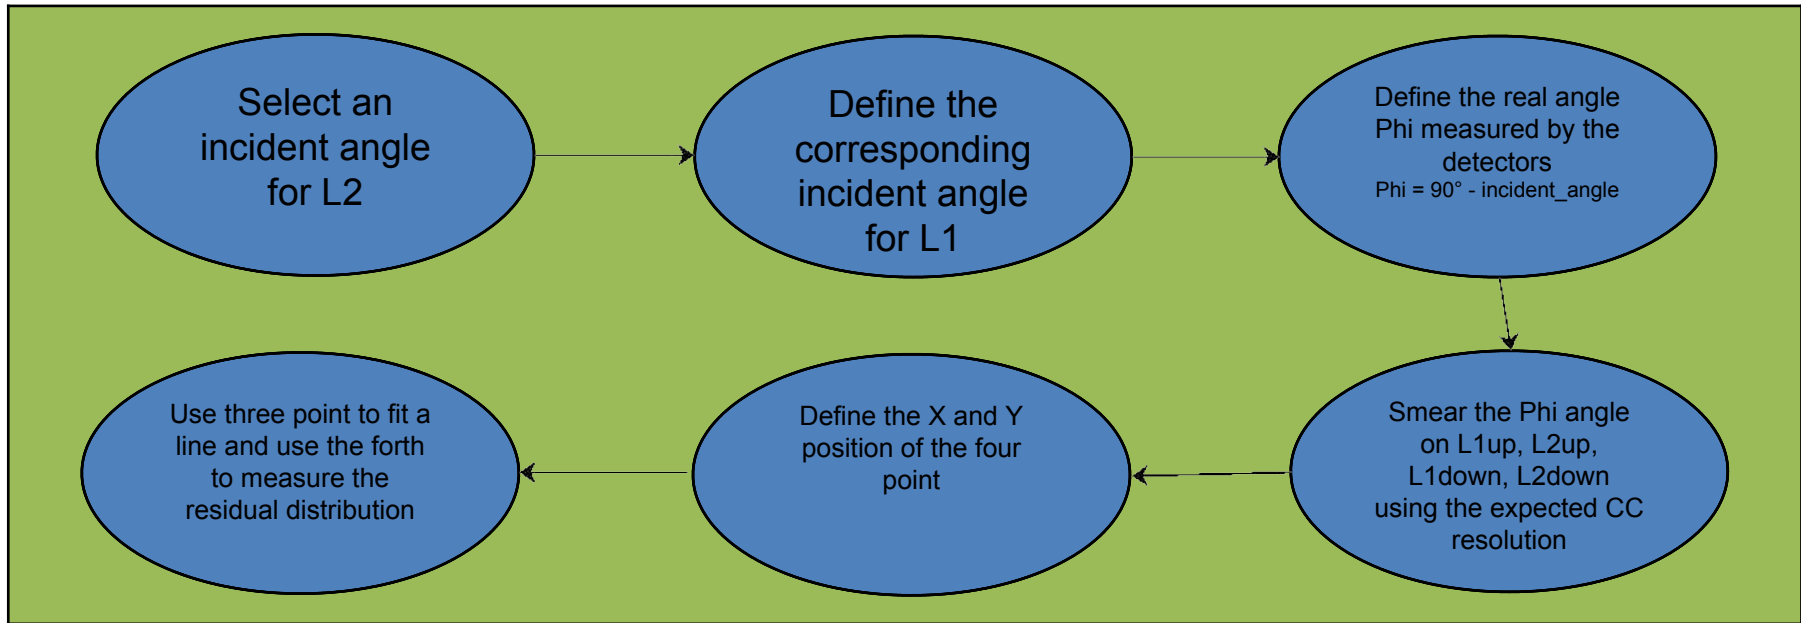 Select an
incident angle
for L2
Define the
corresponding
incident angle
for L1
Define the real angle
Phi measured by the
detectors
Phi = 90° - incident_angle
Smear the Phi angle
on L1up, L2up,
L1down, L2down
using the expected CC
resolution
Define the X and Y
position of the four
point
Use three point to fit a
line and use the forth
to measure the
residual distribution